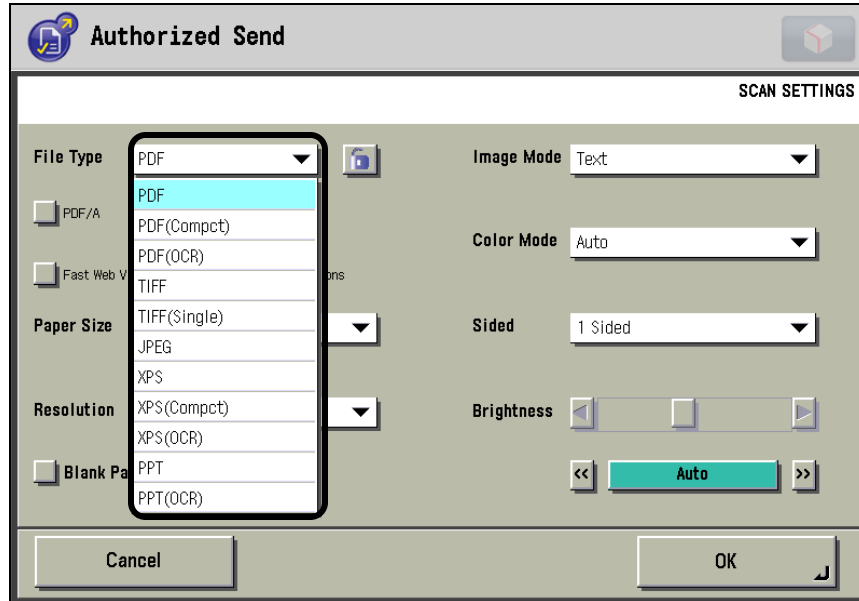 Authorized Send
SCAN SETTINGS
File Type
PDF
PDF
PDF(Compct)
PDF(OCR)
TIFF
TIFF(Single)
JPEG
XPS
XPS(Compct)
XPS(OCR)
PPT
PPT(OCR)
PDF/A
Fast Web
Paper Size
Resolution
Blank
Image Mode
Text
Color Mode
Auto
Sided
1 Sided
Brightness
<< Auto >>
Cancel
OK